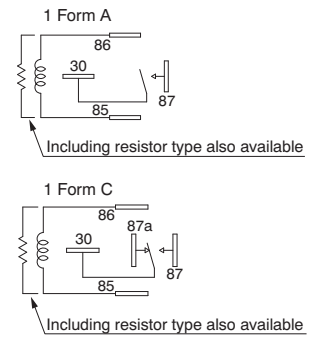 1 Form A
86
30
85
87
Including resistor type also available
1 Form C
86
87a
30
87
85
Including resistor type also available